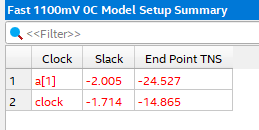 Fast 1100mV 0C Model Setup Summary
<<Filter>>
Clock Slack End Point TNS
1 a[1] -2.005 -24.527
2 clock -1.714 -14.865